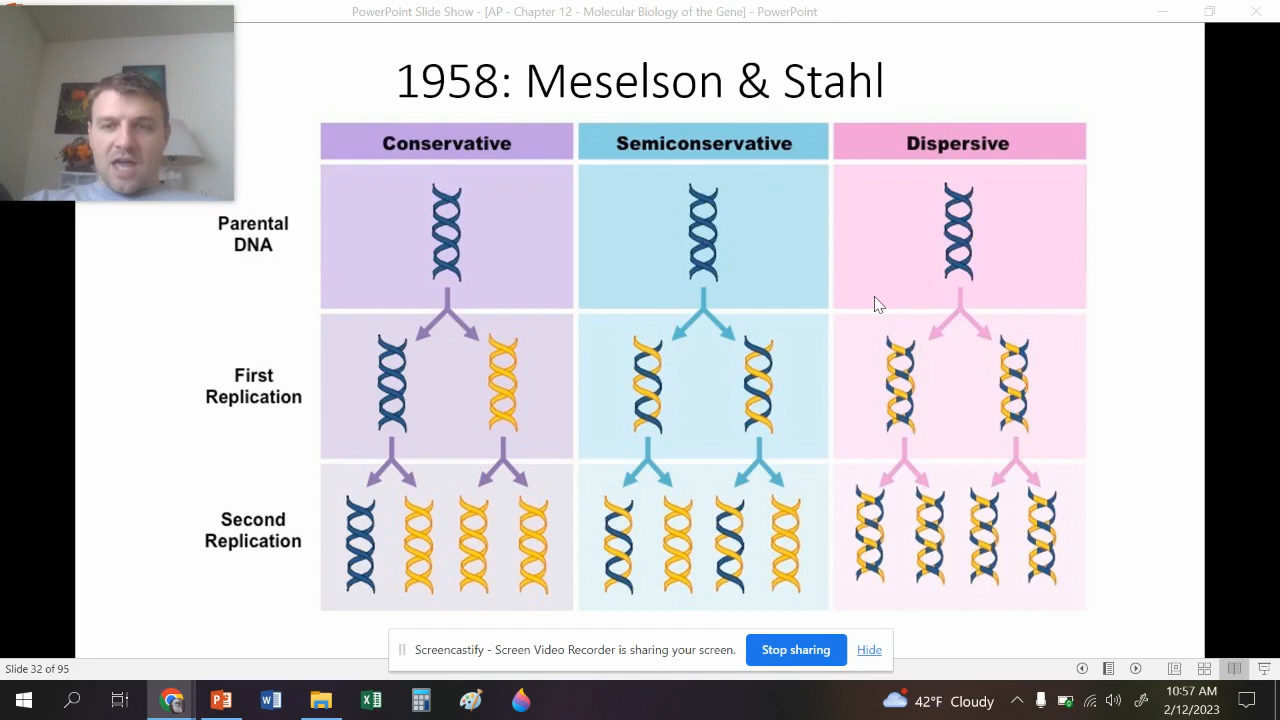 PowerPoint Slide Show - [AP - Chapter 12 - Molecular Biology of the Gene] - PowerPoint
1958: Meselson & Stahl
Conservative
Semiconservative
Dispersive
Parental
DNA
First
Replication
Second
Replication
Screencastify - Screen Video Recorder is sharing your screen.
Stop sharing
Hide
Slide 32 of 95
42°F Cloudy
10:57 AM
2/12/2023